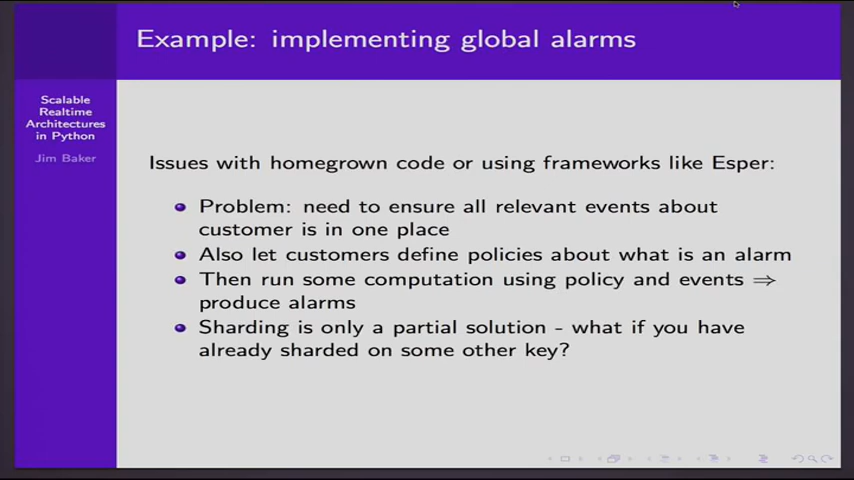 Example: implementing global alarms
Scalable
Realtime
Architectures
in Python
Jim Baker
Issues with homegrown code or using frameworks like Esper:
Problem: need to ensure all relevant events about
customer is in one place
Also let customers define policies about what is an alarm
Then run some computation using policy and events ⇒
produce alarms
Sharding is only a partial solution - what if you have
already sharded on some other key?